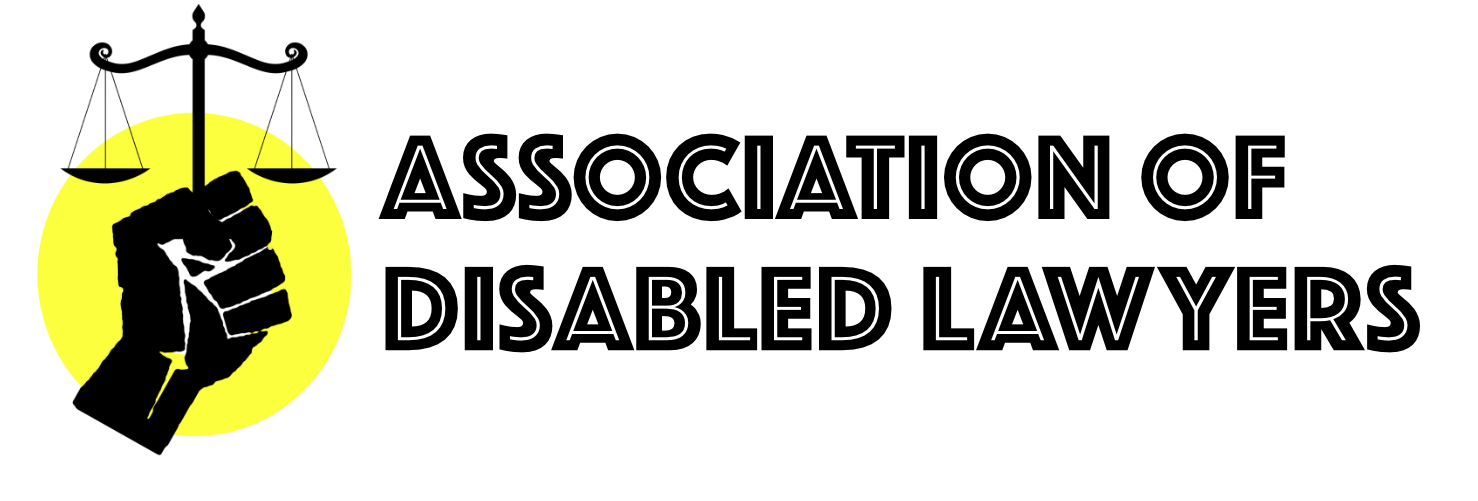 ASSOCIATION OF
DISABLED LAWYERS